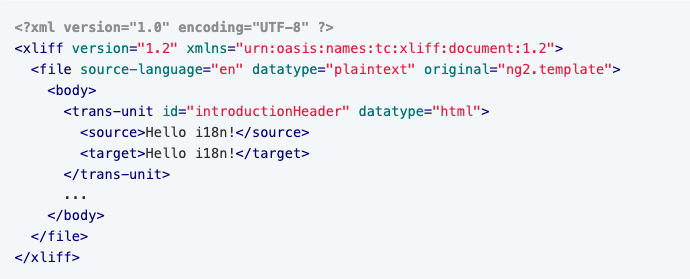 <?xml version="1.0" encoding="UTF-8" ?>
<xliff version="1.2" xmlns="urn:oasis:names:tc:xliff:document:1.2">
  <file source-language="en" datatype="plaintext" original="ng2.template">
    <body>
      <trans-unit id="introductionHeader" datatype="html">
        <source>Hello i18n!</source>
        <target>Hello i18n!</target>
      </trans-unit>
      ...
    </body>
  </file>
</xliff>